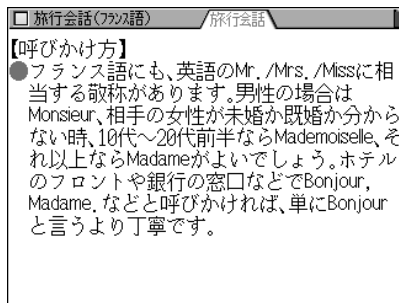 旅行会話(フランス語) 旅行会話
【呼びかけ方】
●フランス語にも、英語のMr./Mrs./Missに相
当する敬称があります。男性の場合は
Monsieur、相手の女性が未婚か既婚か分から
ない時、10代～20代前半ならMademoiselle、そ
れ以上ならMadameがよいでしょう。ホテル
のフロントや銀行の窓口などでBonjour,
Madame.などと呼びかければ、単にBonjour
と言うより丁寧です。